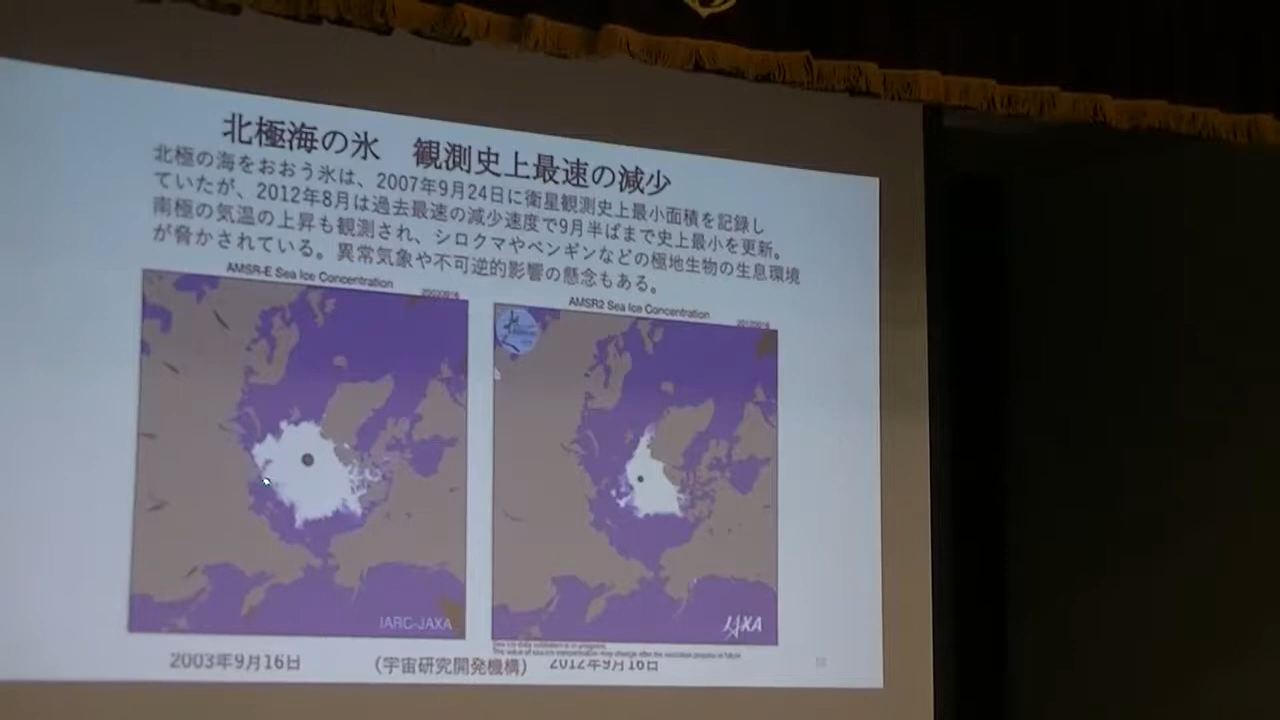 北極海の氷　観測史上最速の減少
北極の海をおおう氷は、2007年9月24日に衛星観測史上最小面積を記録し
ていたが、2012年8月は過去最速の減少速度で9月半ばまで史上最小を更新。
南極の気温の上昇も観測され、シロクマやペンギンなどの極地生物の生息環境
が脅かされている。異常気象や不可逆的影響の懸念もある。
AMSR-E Sea Ice Concentration
AMSR2 Sea Ice Concentration
IARC-JAXA
JAXA
2003年9月16日
（宇宙研究開発機構）
2012年9月16日